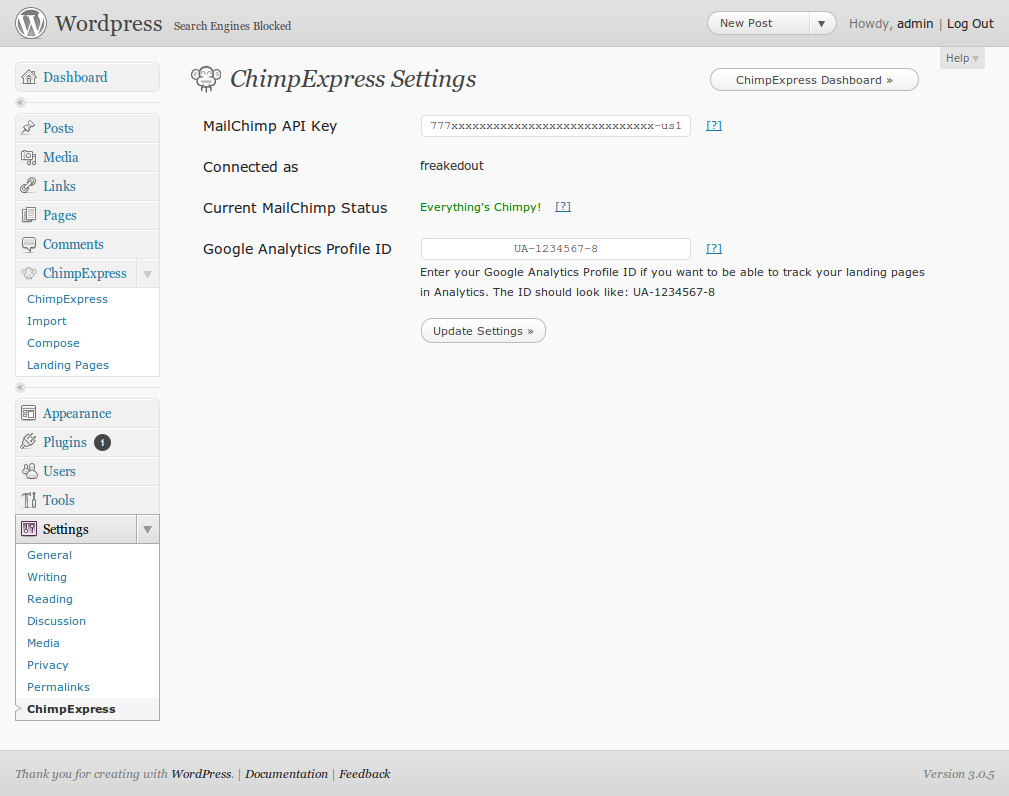 Wordpress Search Engines Blocked
New Post
Howdy, admin | Log Out
Help
Dashboard
«
Posts
Media
Links
Pages
Comments
ChimpExpress
ChimpExpress
Import
Compose
Landing Pages
«
Appearance
Plugins 1
Users
Tools
Settings
General
Writing
Reading
Discussion
Media
Privacy
Permalinks
ChimpExpress
ChimpExpress Settings
ChimpExpress Dashboard »
MailChimp API Key 777xxxxxxxxxxxxxxxxxxxxxxxxxxxxx-us1 [?]
Connected as freakedout
Current MailChimp Status Everything's Chimpy! [?]
Google Analytics Profile ID UA-1234567-8 [?]
Enter your Google Analytics Profile ID if you want to be able to track your landing pages
in Analytics. The ID should look like: UA-1234567-8
Update Settings »
Thank you for creating with WordPress. | Documentation | Feedback
Version 3.0.5